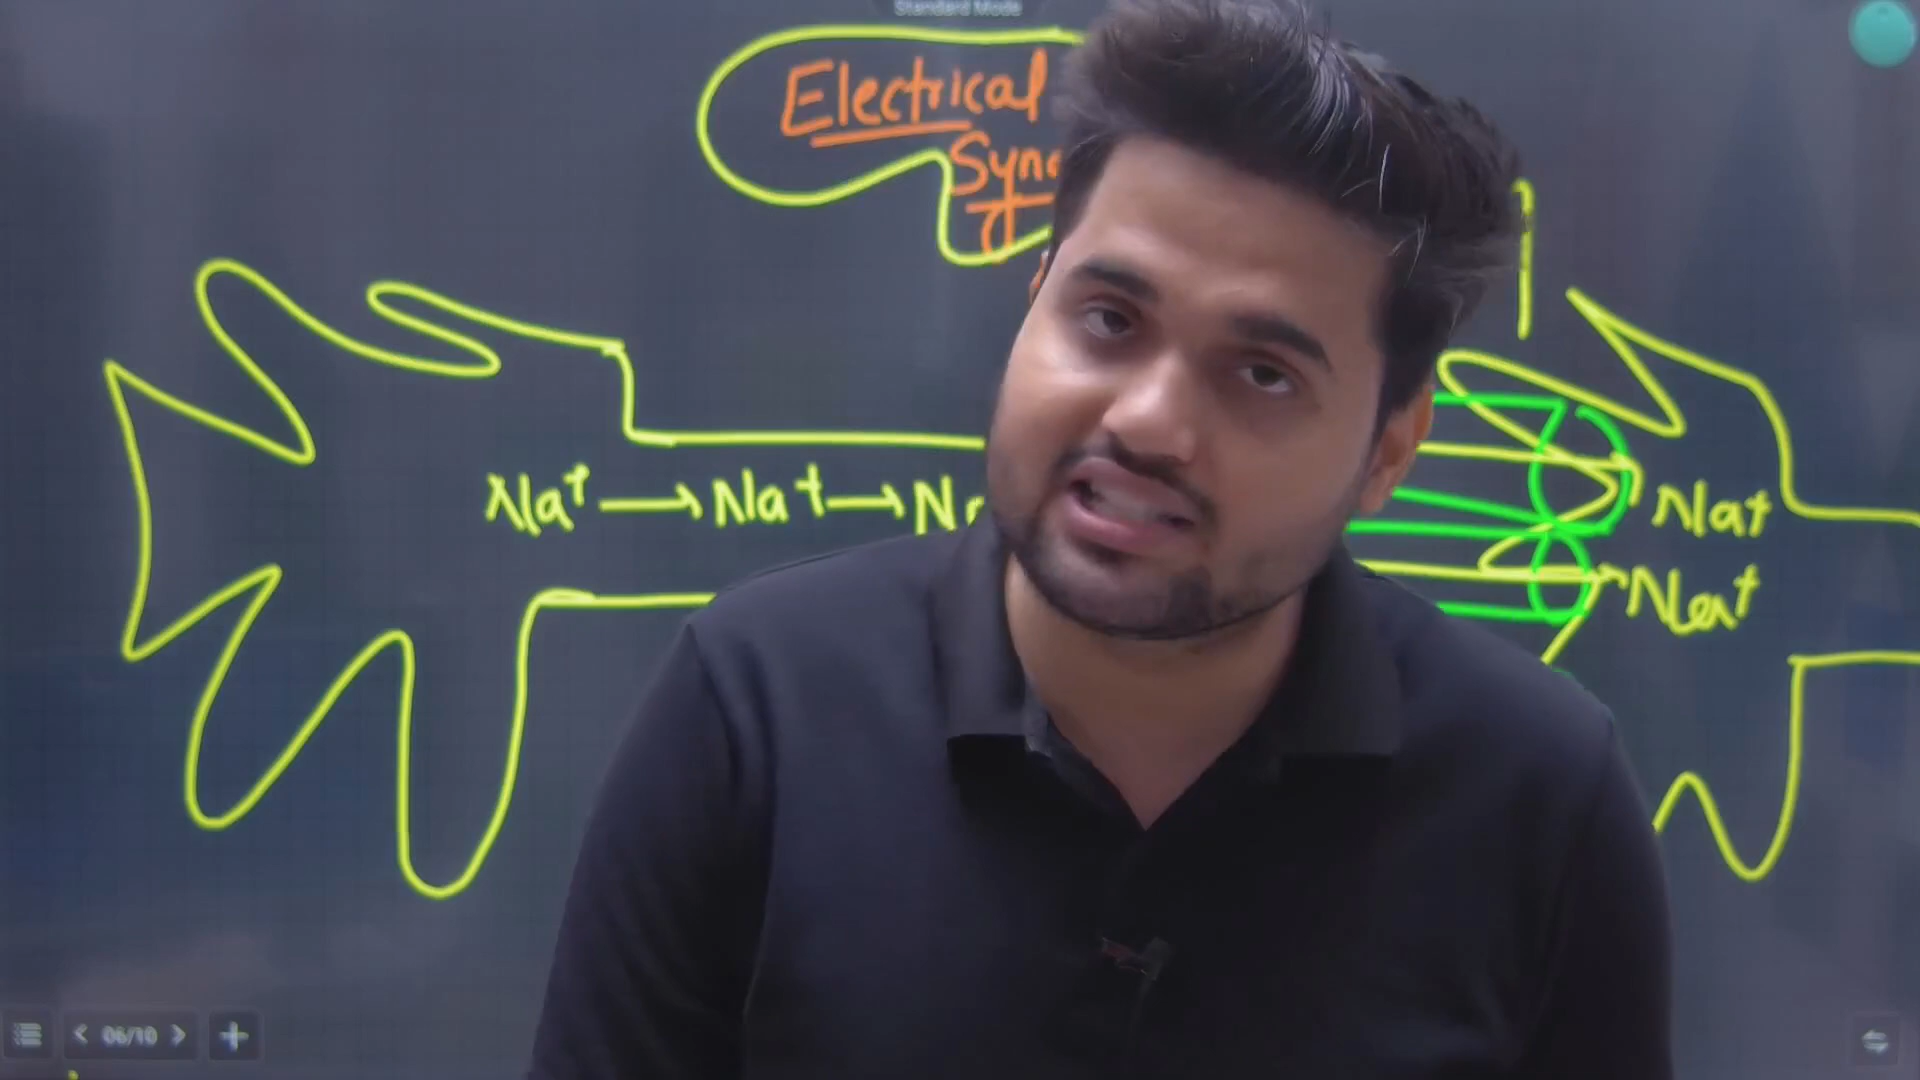 Standard Mode
Electrical
Syn
Na+ → Na+ → N
Na+
Na+
06/10